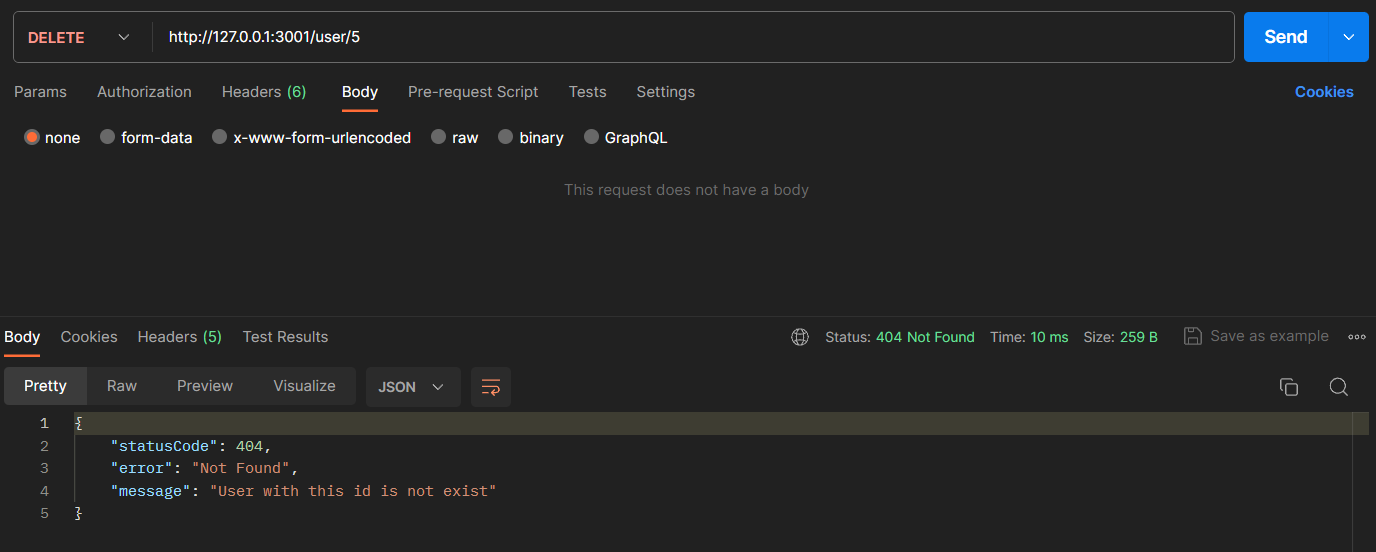 DELETE http://127.0.0.1:3001/user/5 Send
Params Authorization Headers (6) Body Pre-request Script Tests Settings Cookies
none form-data x-www-form-urlencoded raw binary GraphQL
This request does not have a body
Body Cookies Headers (5) Test Results Status: 404 Not Found Time: 10 ms Size: 259 B Save as example
Pretty Raw Preview Visualize JSON
1 {
2 "statusCode": 404,
3 "error": "Not Found",
4 "message": "User with this id is not exist"
5 }